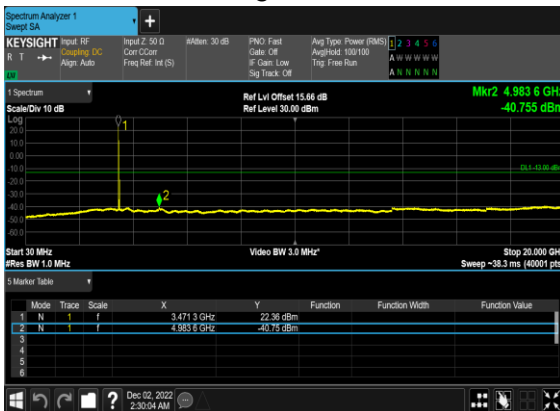 Spectrum Analyzer 1
Swept SA
KEYSIGHT Input: RF Input Z: 50 Ω #Atten: 30 dB PNO: Fast Avg Type: Power (RMS) 1 2 3 4 5 6
R T Coupling: DC Corr CCorr Gate: Off Avg|Hold: 100/100 A W W W W W
Align: Auto Freq Ref: Int (S) IF Gain: Low Trig: Free Run
Sig Track: Off A N N N N N
LV
1 Spectrum Ref Lvl Offset 15.66 dB Mkr2 4.983 6 GHz
Scale/Div 10 dB Ref Level 30.00 dBm -40.755 dBm
Log
1
20.0
10.0
0.00
-10.0 DL1 -13.00 dBm
-20.0
-30.0 2
-40.0
-50.0
-60.0
Start 30 MHz Video BW 3.0 MHz* Stop 20.000 GH
#Res BW 1.0 MHz Sweep ~38.3 ms (40001 pts
5 Marker Table
Mode Trace Scale X Y Function Function Width Function Value
1 N 1 f 3.471 3 GHz 22.36 dBm
2 N 1 f 4.983 6 GHz -40.75 dBm
3
4
5
6
? Dec 02, 2022
2:30:04 AM